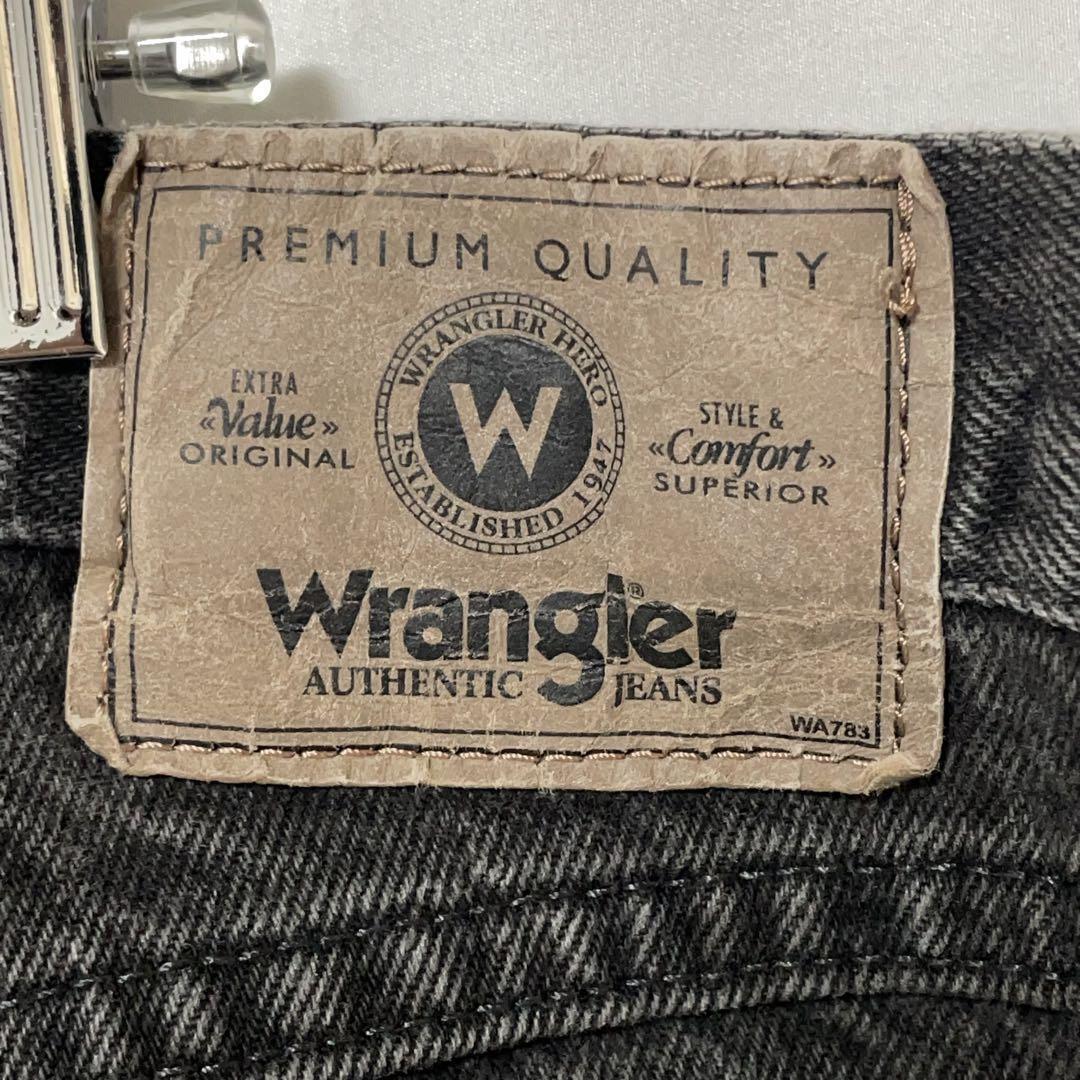 PREMIUM QUALITY
WRANGLER HERO
ESTABLISHED 1947
W
EXTRA
«Value»
ORIGINAL
STYLE &
«Comfort»
SUPERIOR
Wrangler®
AUTHENTIC JEANS
WA783